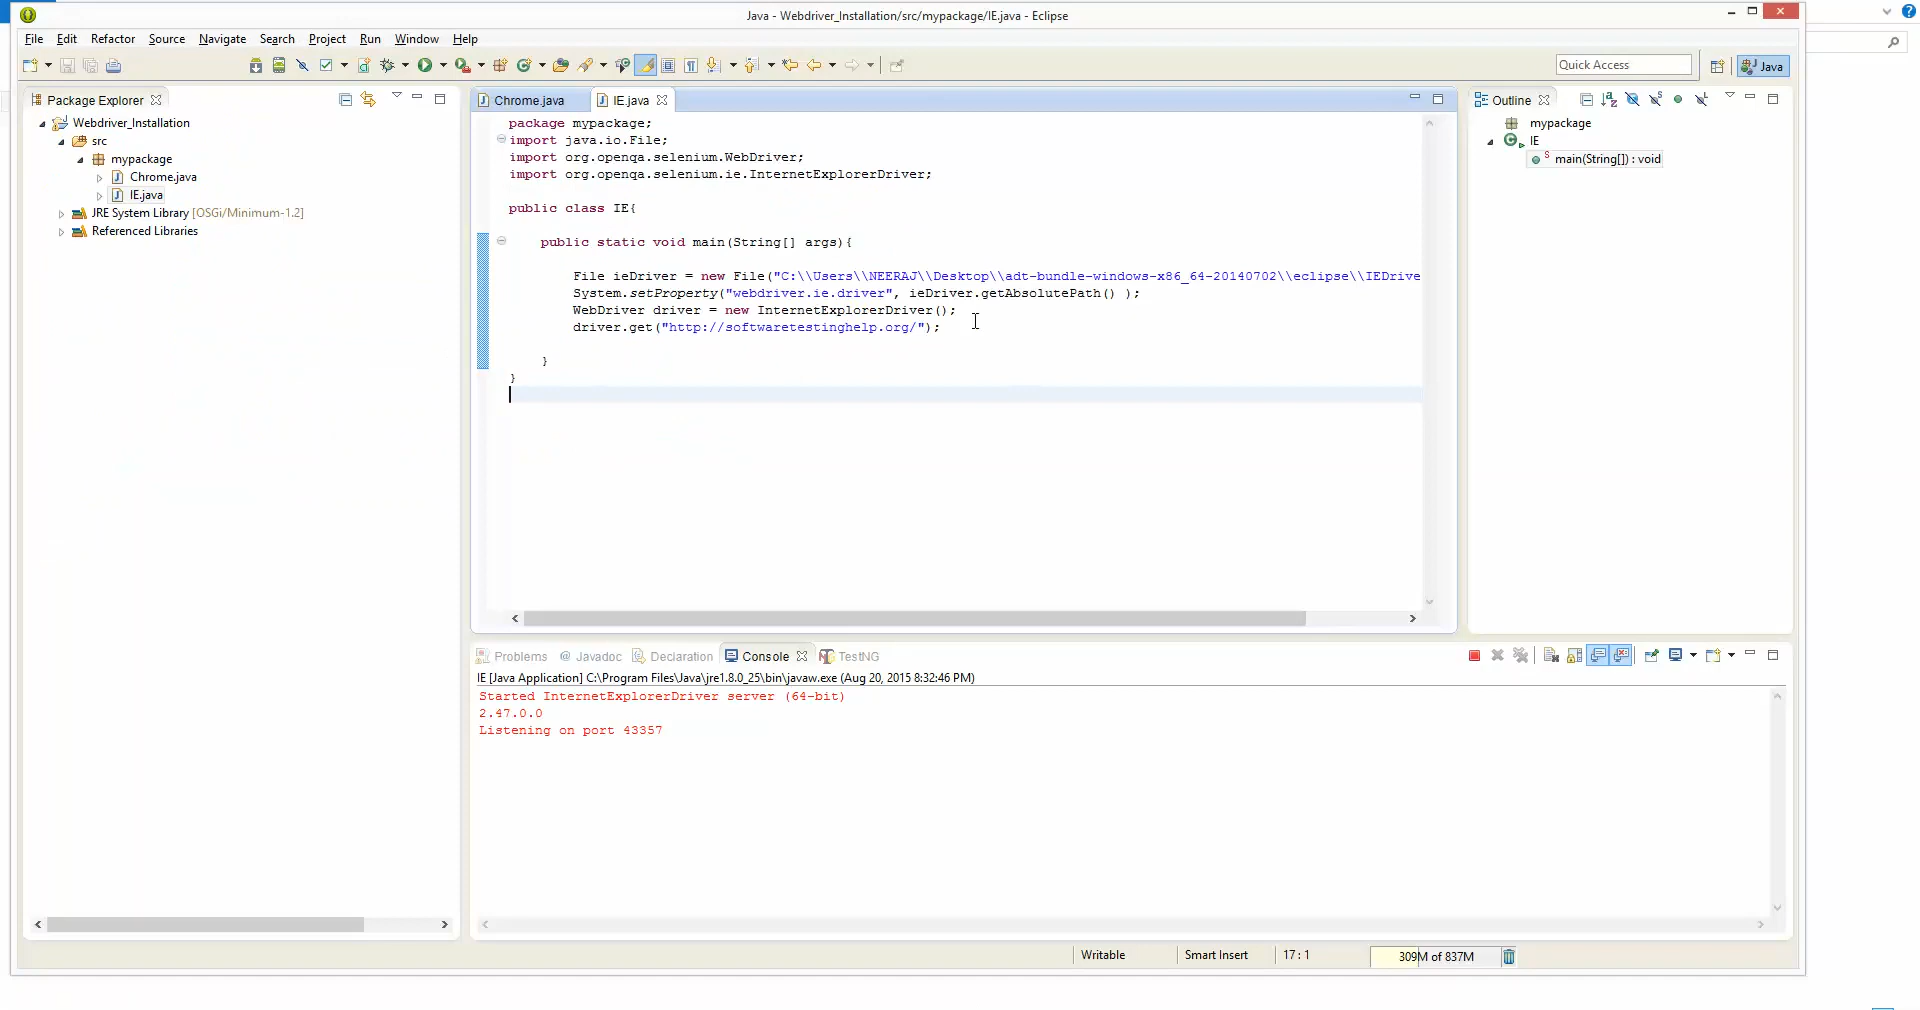 Java - Webdriver_Installation/src/mypackage/IE.java - Eclipse
File Edit Refactor Source Navigate Search Project Run Window Help
Quick Access
Java
Package Explorer
Webdriver_Installation
src
mypackage
Chrome.java
IE.java
JRE System Library [OSGi/Minimum-1.2]
Referenced Libraries
Chrome.java IE.java
package mypackage;
import java.io.File;
import org.openqa.selenium.WebDriver;
import org.openqa.selenium.ie.InternetExplorerDriver;
public class IE{
public static void main(String[] args){
File ieDriver = new File("C:\\Users\\NEERAJ\\Desktop\\adt-bundle-windows-x86_64-20140702\\eclipse\\IEDrive
System.setProperty("webdriver.ie.driver", ieDriver.getAbsolutePath() );
WebDriver driver = new InternetExplorerDriver();
driver.get("http://softwaretestinghelp.org/");
}
}
Outline
mypackage
IE
main(String[]) : void
Problems @ Javadoc Declaration Console TestNG
IE [Java Application] C:\Program Files\Java\jre1.8.0_25\bin\javaw.exe (Aug 20, 2015 8:32:46 PM)
Started InternetExplorerDriver server (64-bit)
2.47.0.0
Listening on port 43357
Writable Smart Insert 17 : 1 309M of 837M